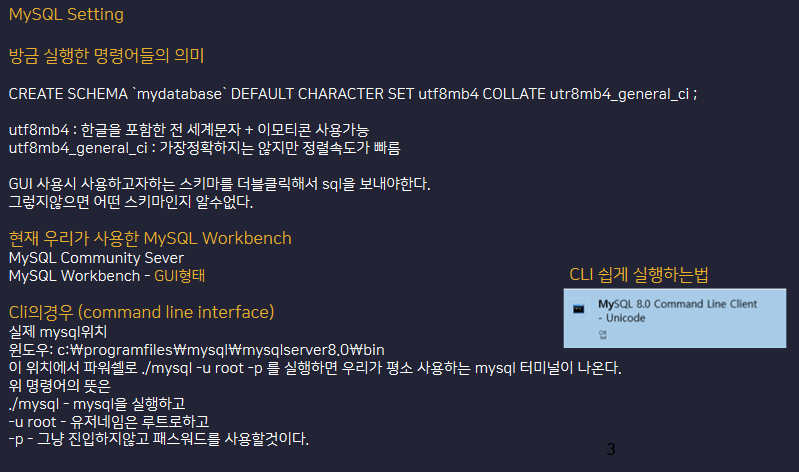 MySQL Setting
방금 실행한 명령어들의 의미
CREATE SCHEMA `mydatabase` DEFAULT CHARACTER SET utf8mb4 COLLATE utr8mb4_general_ci ;
utf8mb4 : 한글을 포함한 전 세계문자 + 이모티콘 사용가능
utf8mb4_general_ci : 가장정확하지는 않지만 정렬속도가 빠름
GUI 사용시 사용하고자하는 스키마를 더블클릭해서 sql을 보내야한다.
그렇지않으면 어떤 스키마인지 알수없다.
현재 우리가 사용한 MySQL Workbench
MySQL Community Sever
MySQL Workbench - GUI형태
CLI 쉽게 실행하는법
MySQL 8.0 Command Line Client
- Unicode
앱
Cli의경우 (command line interface)
실제 mysql위치
윈도우: c:₩programfiles₩mysql₩mysqlserver8.0₩bin
이 위치에서 파워쉘로 ./mysql -u root -p 를 실행하면 우리가 평소 사용하는 mysql 터미널이 나온다.
위 명령어의 뜻은
./mysql - mysql을 실행하고
-u root - 유저네임은 루트로하고
-p - 그냥 진입하지않고 패스워드를 사용할것이다.
3